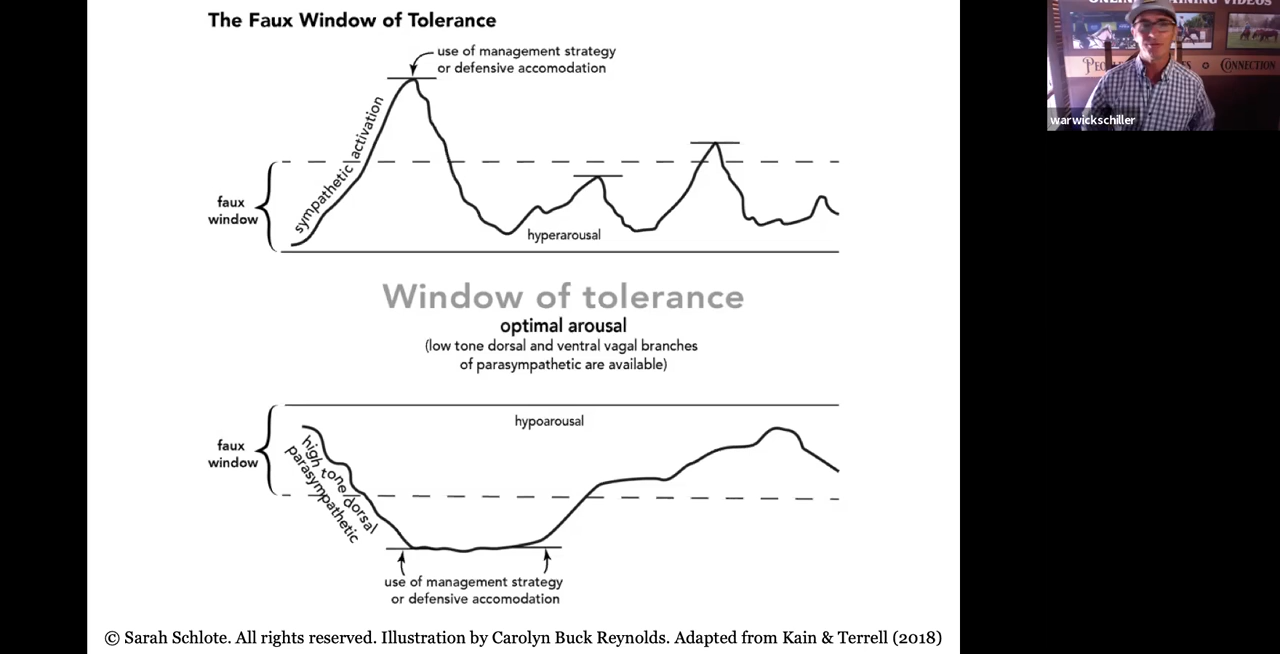 The Faux Window of Tolerance
use of management strategy
or defensive accomodation
sympathetic activation
faux
window
hyperarousal
Window of tolerance
optimal arousal
(low tone dorsal and ventral vagal branches
of parasympathetic are available)
hypoarousal
faux
window
high tone dorsal
parasympathetic
use of management strategy
or defensive accomodation
© Sarah Schlote. All rights reserved. Illustration by Carolyn Buck Reynolds. Adapted from Kain & Terrell (2018)
VIDEOS
CONNECTION
warwickschiller